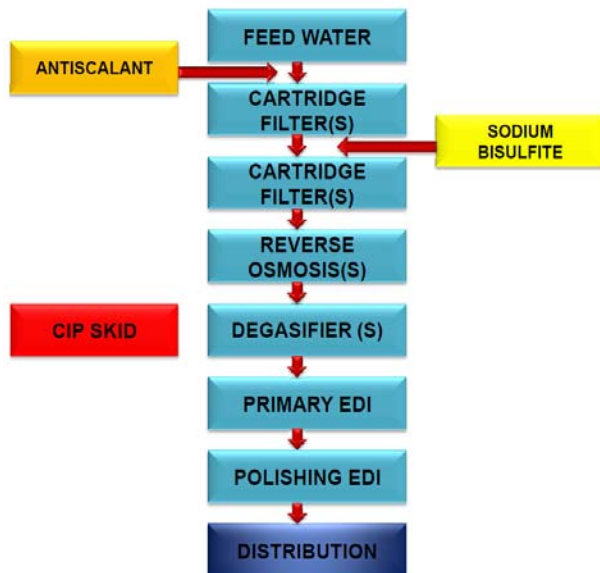 FEED WATER
ANTISCALANT
CARTRIDGE
FILTER(S)
SODIUM
BISULFITE
CARTRIDGE
FILTER(S)
REVERSE
OSMOSIS(S)
CIP SKID
DEGASIFIER (S)
PRIMARY EDI
POLISHING EDI
DISTRIBUTION